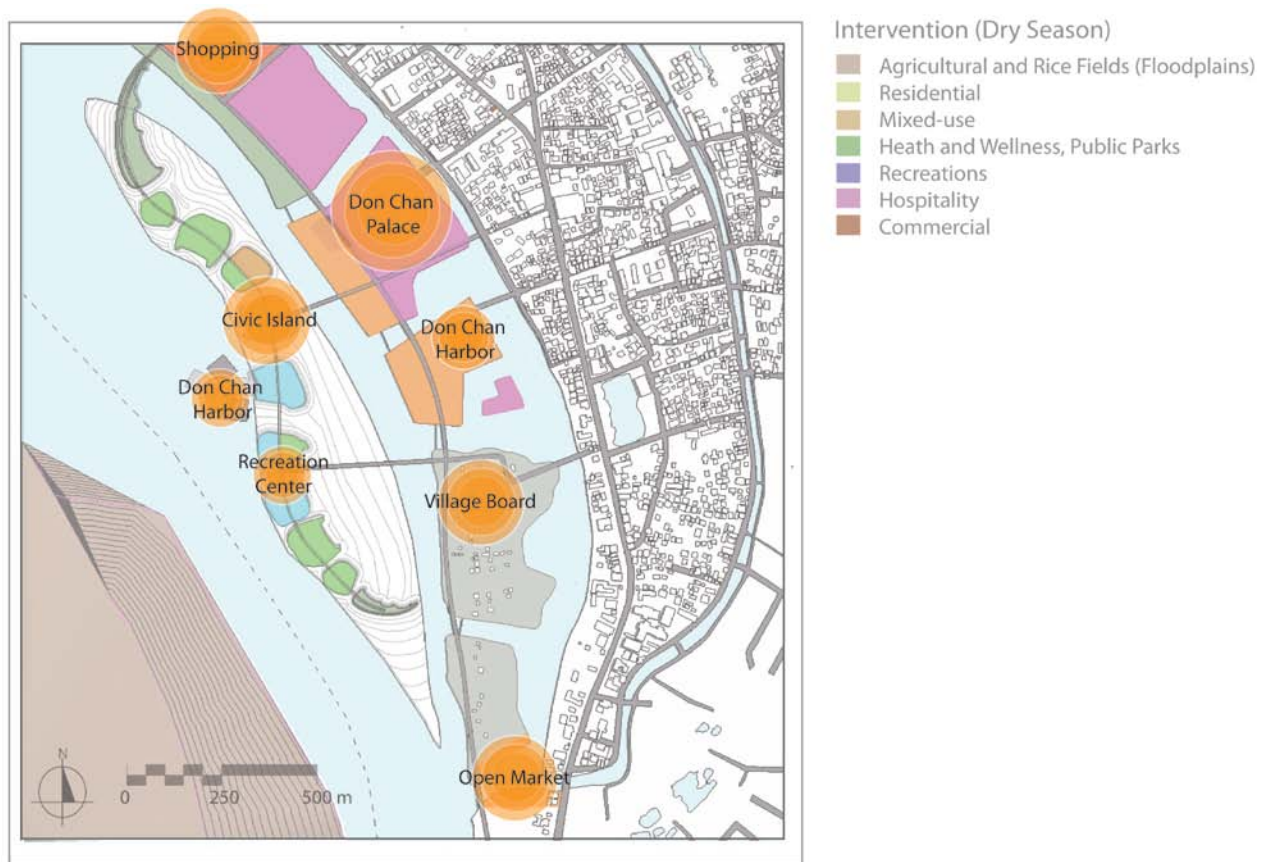 Intervention (Dry Season)
Agricultural and Rice Fields (Floodplains)
Residential
Mixed-use
Heath and Wellness, Public Parks
Recreations
Hospitality
Commercial
Shopping
Don Chan
Palace
Civic Island
Don Chan
Harbor
Don Chan
Harbor
Recreation
Center
Village Board
Open Market
N
0 250 500 m